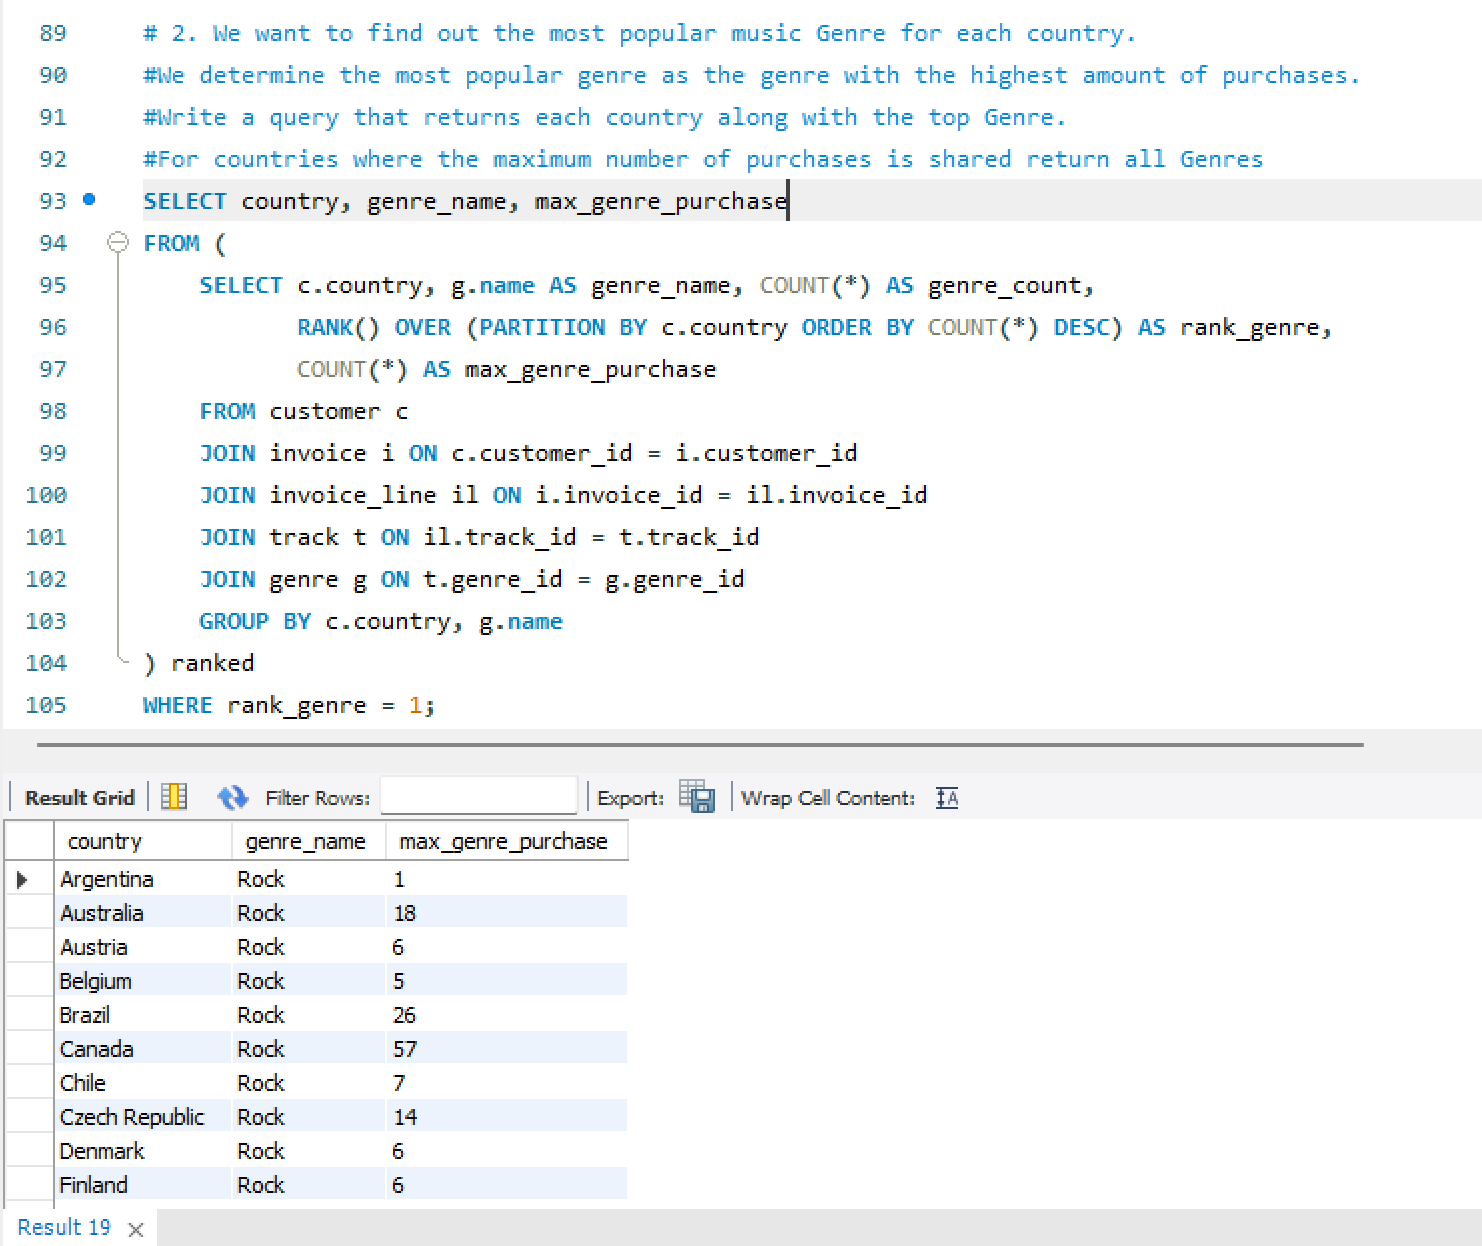 89 # 2. We want to find out the most popular music Genre for each country.
90 #We determine the most popular genre as the genre with the highest amount of purchases.
91 #Write a query that returns each country along with the top Genre.
92 #For countries where the maximum number of purchases is shared return all Genres
93 SELECT country, genre_name, max_genre_purchase
94 FROM (
95 SELECT c.country, g.name AS genre_name, COUNT(*) AS genre_count,
96 RANK() OVER (PARTITION BY c.country ORDER BY COUNT(*) DESC) AS rank_genre,
97 COUNT(*) AS max_genre_purchase
98 FROM customer c
99 JOIN invoice i ON c.customer_id = i.customer_id
100 JOIN invoice_line il ON i.invoice_id = il.invoice_id
101 JOIN track t ON il.track_id = t.track_id
102 JOIN genre g ON t.genre_id = g.genre_id
103 GROUP BY c.country, g.name
104 ) ranked
105 WHERE rank_genre = 1;
Result Grid Filter Rows: Export: Wrap Cell Content: IA
country genre_name max_genre_purchase
Argentina Rock 1
Australia Rock 18
Austria Rock 6
Belgium Rock 5
Brazil Rock 26
Canada Rock 57
Chile Rock 7
Czech Republic Rock 14
Denmark Rock 6
Finland Rock 6
Result 19